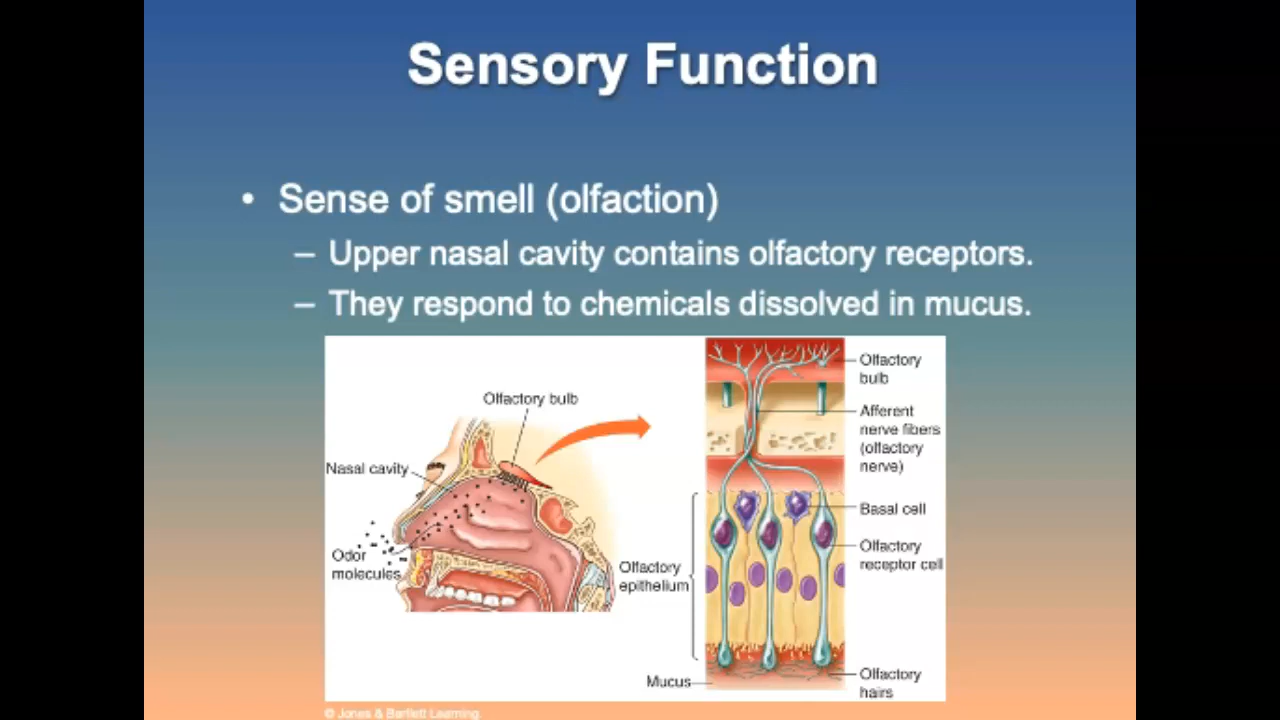 Sensory Function
• Sense of smell (olfaction)
– Upper nasal cavity contains olfactory receptors.
– They respond to chemicals dissolved in mucus.
Olfactory bulb
Nasal cavity
Odor
molecules
Olfactory
bulb
Afferent
nerve fibers
(olfactory
nerve)
Basal cell
Olfactory
receptor cell
Olfactory
epithelium
Mucus
Olfactory
hairs
© Jones & Bartlett Learning.